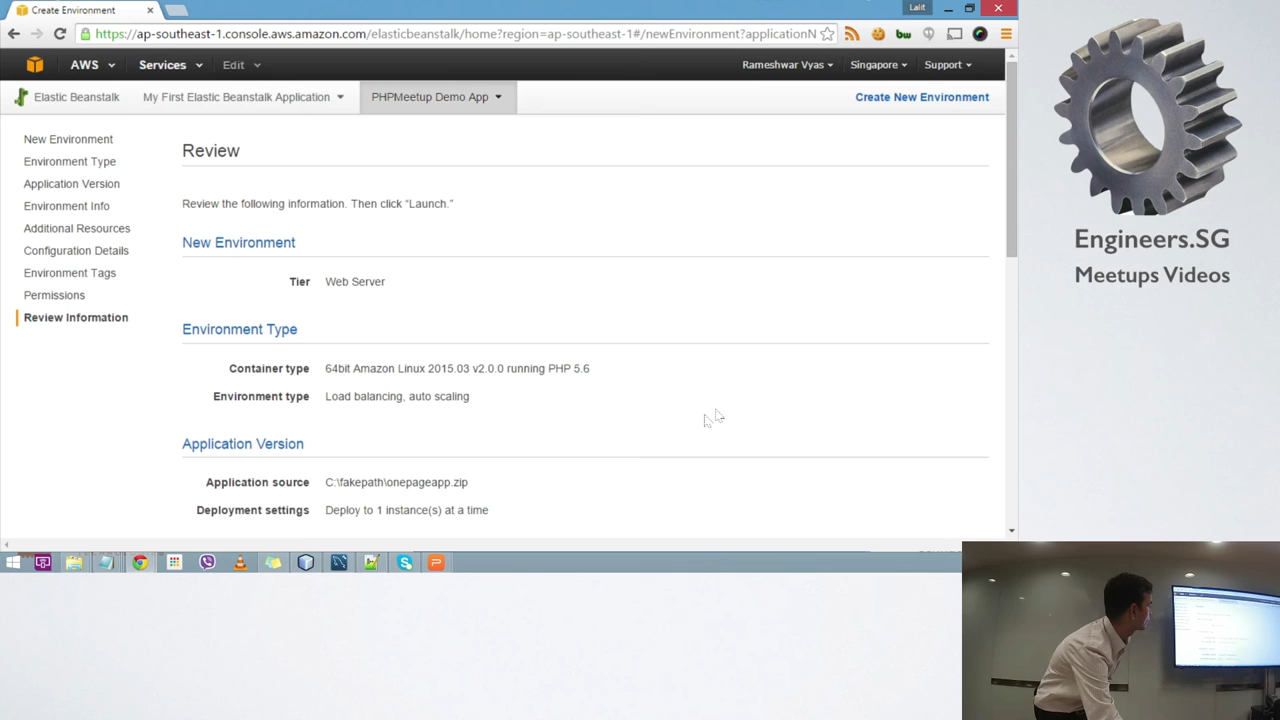 Create Environment
Lalit
https://ap-southeast-1.console.aws.amazon.com/elasticbeanstalk/home?region=ap-southeast-1#/newEnvironment?applicationN
bw
AWS Services Edit Rameshwar Vyas Singapore Support
Elastic Beanstalk My First Elastic Beanstalk Application PHPMeetup Demo App Create New Environment
New Environment
Environment Type
Application Version
Environment Info
Additional Resources
Configuration Details
Environment Tags
Permissions
Review Information
Review
Review the following information. Then click “Launch.”
New Environment
Tier Web Server
Environment Type
Container type 64bit Amazon Linux 2015.03 v2.0.0 running PHP 5.6
Environment type Load balancing, auto scaling
Application Version
Application source C:\fakepath\onepageapp.zip
Deployment settings Deploy to 1 instance(s) at a time
Engineers.SG
Meetups Videos